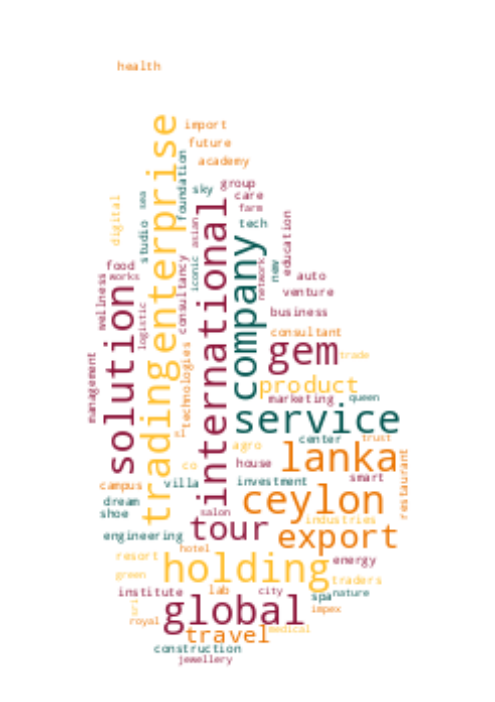 health
enterprise
import
future
academy
foundation
sky
group
care
farm
tech
sea
studio
digital
asian
iconic
education
new
network
international
company
trading
consultancy
food
works
wellness
solution
logistic
auto
venture
business
consultant
gem
trade
product
marketing
queen
management
technologies
service
sl
center
trust
agro
lanka
co
house
smart
restaurant
campus
villa
investment
dream
shoe
ceylon
salon
industries
tour
export
engineering
hotel
resort
holding
energy
green
traders
institute
lab
city
spa
nature
sri
global
impex
royal
travel
medical
construction
jewellery